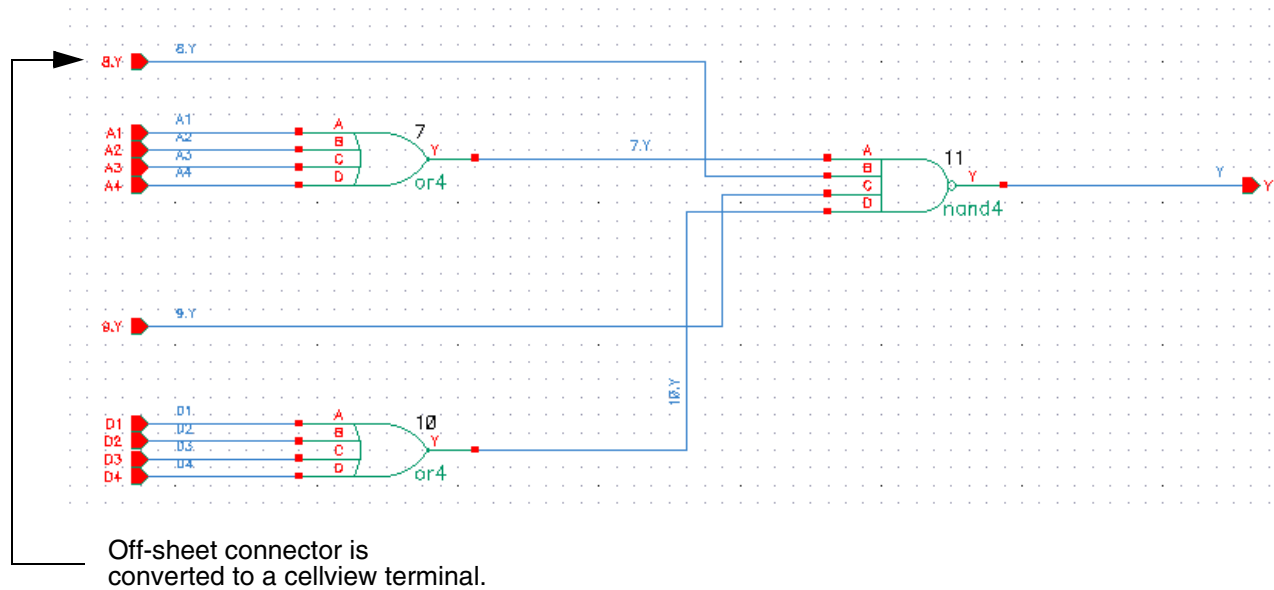 8.Y 8.Y
A1 A1 A 7
A2 A2 B Y 7.Y A 11
A3 A3 C B Y Y Y
A4 A4 D or4 C
D nand4
9.Y 9.Y
10.Y
D1 D1 A 10
D2 D2 B Y
D3 D3 C
D4 D4 D or4
Off-sheet connector is
converted to a cellview terminal.